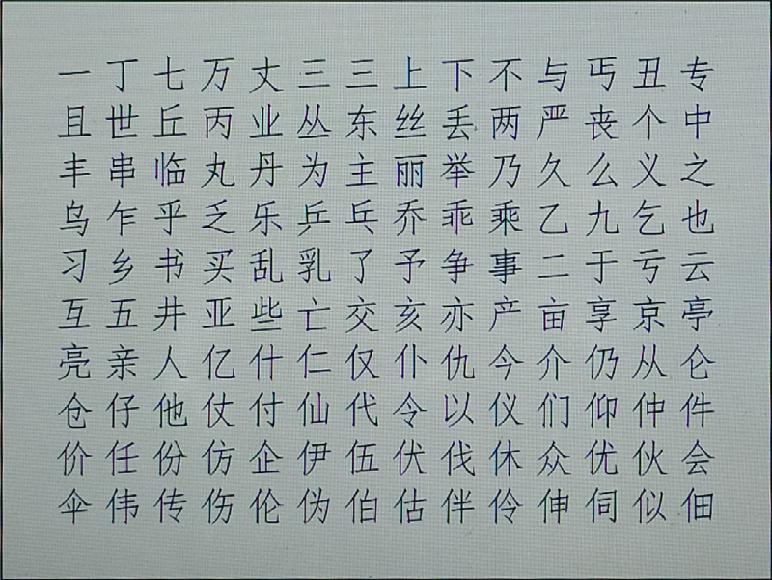 一丁七万丈三三上下不与丐丑专
且世丘丙业丛东丝丢两严丧个中
丰串临丸丹为主丽举乃久么义之
乌乍乎乏乐乒乓乔乖乘乙九乞也
习乡书买乱乳了予争事二于亏云
互五井亚些亡交亥亦产亩享京亭
亮亲人亿什仁仅仆仇今介仍从仑
仓仔他仗付仙代令以仪们仰仲件
价任份仿企伊伍伏伐休众优伙会
伞伟传伤伦伪伯估伴伶伸伺似佃